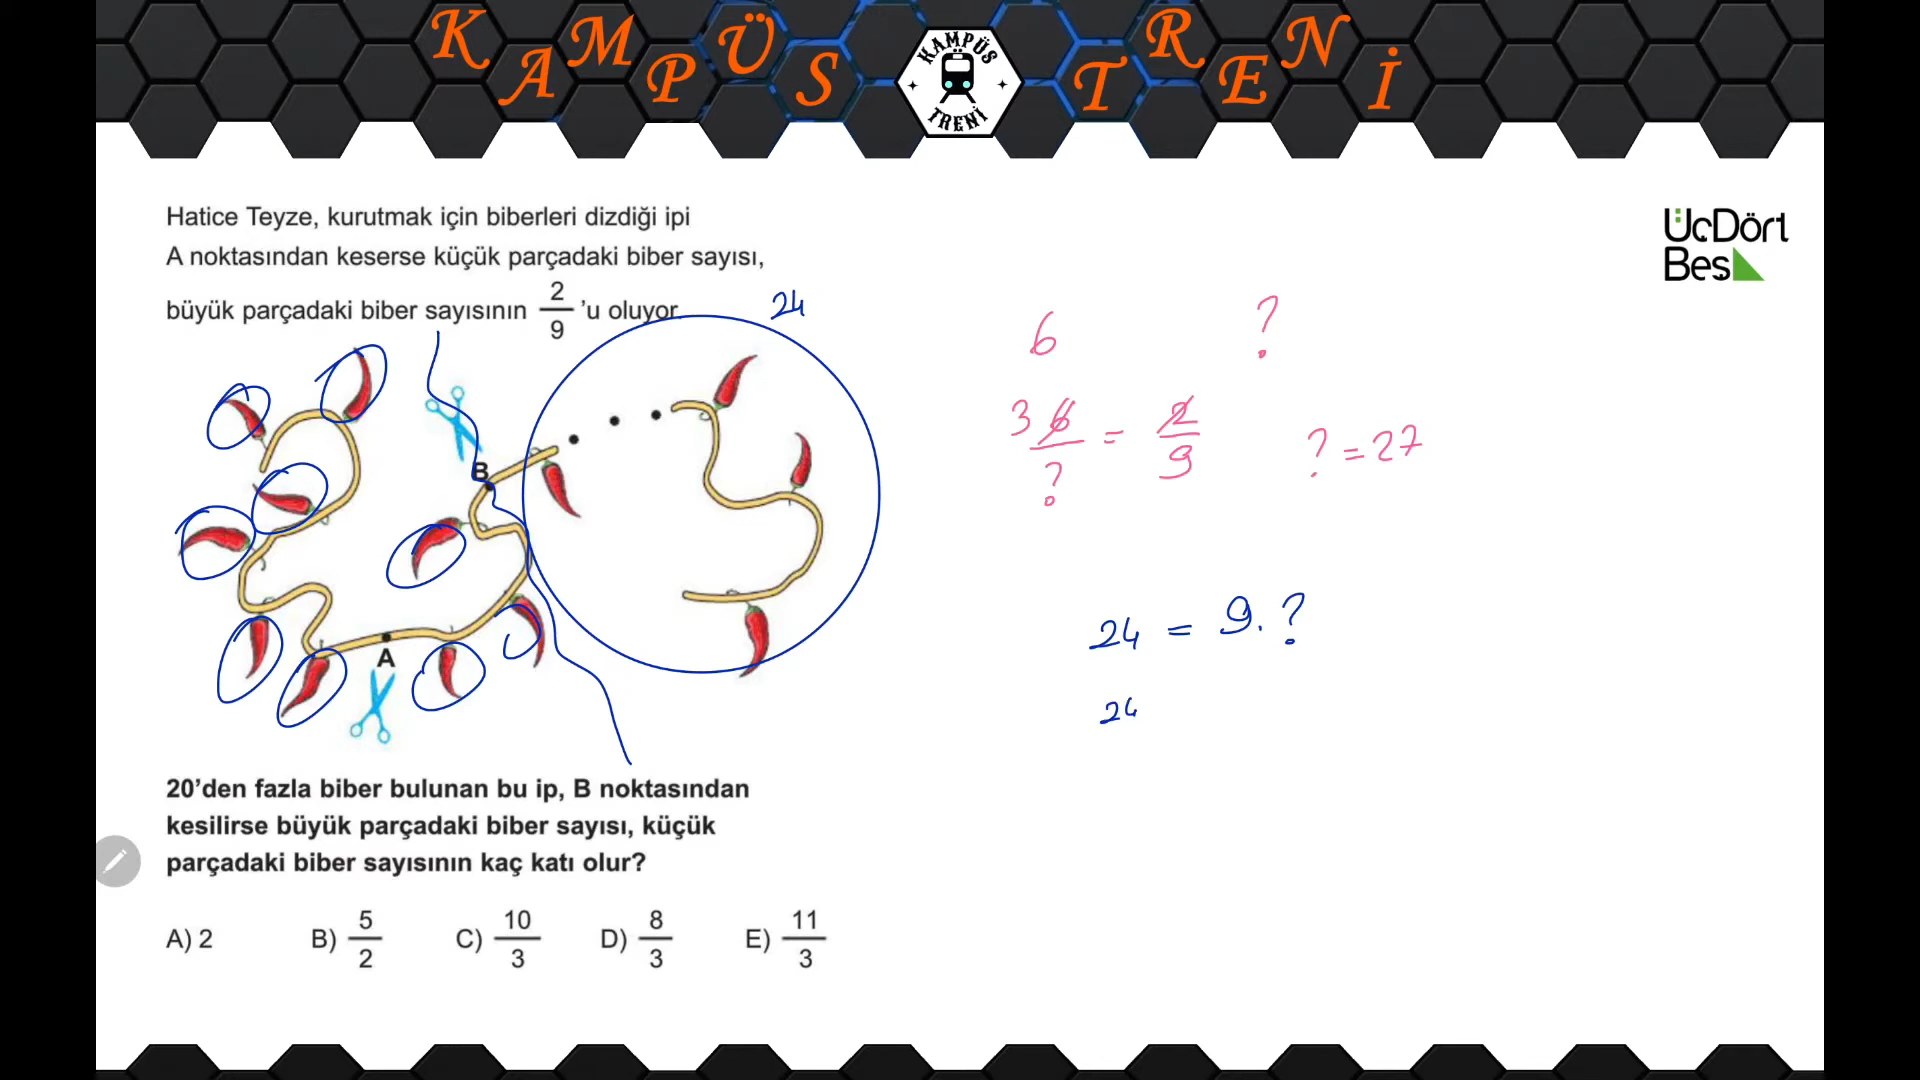 KAMPÜS TRENİ
KAMPÜS
TRENİ
ÜçDört
Beş
Hatice Teyze, kurutmak için biberleri dizdiği ipi
A noktasından keserse küçük parçadaki biber sayısı,
büyük parçadaki biber sayısının 2/9 'u oluyor.
24
B
A
6 ?
3 6/? = 2/9 ? = 27
24 = 9. ?
24
20'den fazla biber bulunan bu ip, B noktasından
kesilirse büyük parçadaki biber sayısı, küçük
parçadaki biber sayısının kaç katı olur?
A) 2 B) 5/2 C) 10/3 D) 8/3 E) 11/3